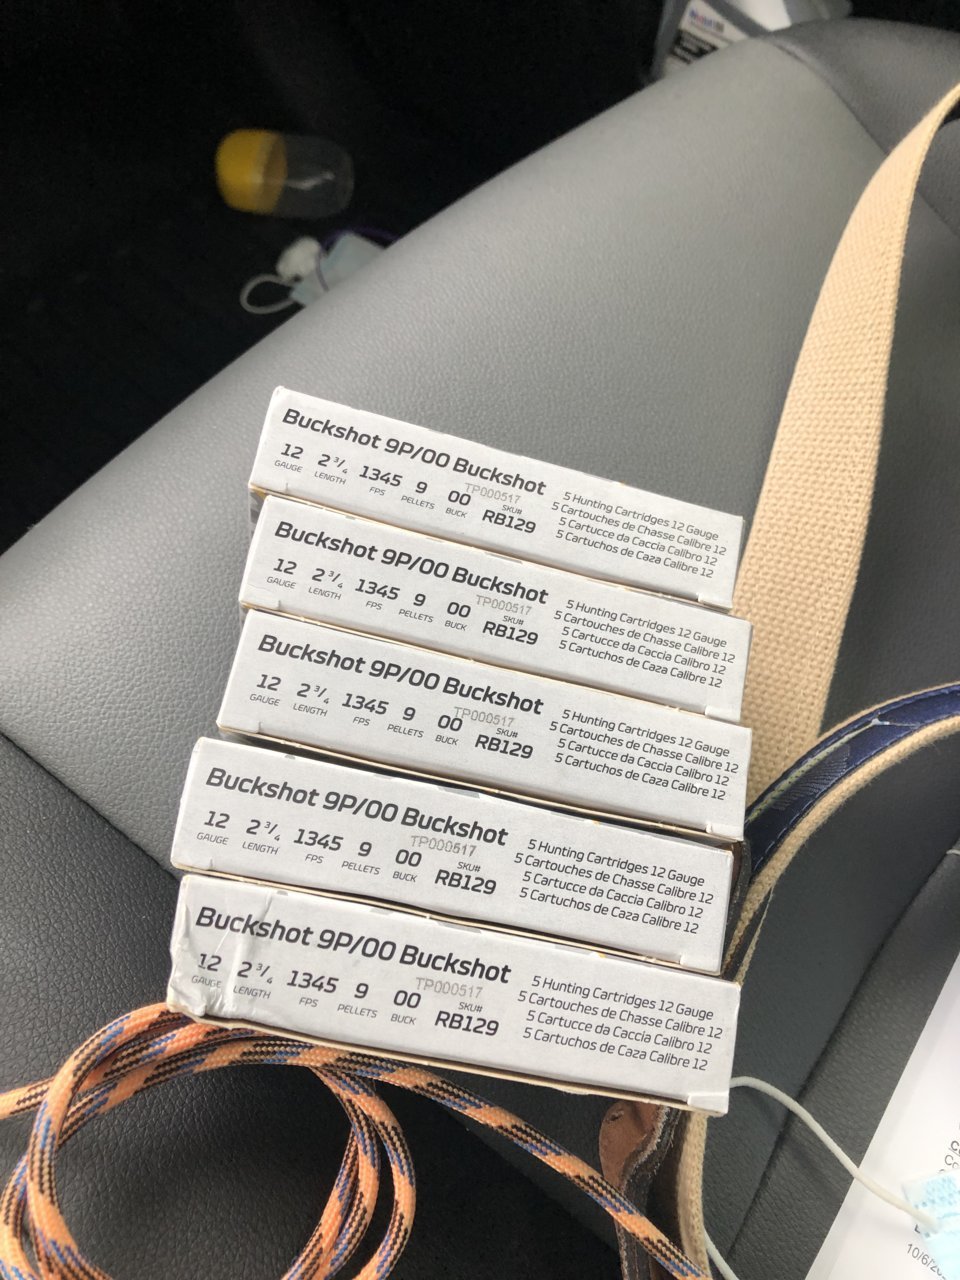 Mobil
Buckshot 9P/00 Buckshot
12 2 3/4 1345 9 00 TP000517
GAUGE LENGTH FPS PELLETS BUCK SKU# RB129
5 Hunting Cartridges 12 Gauge
5 Cartouches de Chasse Calibre 12
5 Cartucce da Caccia Calibro 12
5 Cartuchos de Caza Calibre 12
Buckshot 9P/00 Buckshot
12 2 3/4 1345 9 00 TP000517
GAUGE LENGTH FPS PELLETS BUCK SKU# RB129
5 Hunting Cartridges 12 Gauge
5 Cartouches de Chasse Calibre 12
5 Cartucce da Caccia Calibro 12
5 Cartuchos de Caza Calibre 12
Buckshot 9P/00 Buckshot
12 2 3/4 1345 9 00 TP000517
GAUGE LENGTH FPS PELLETS BUCK SKU# RB129
5 Hunting Cartridges 12 Gauge
5 Cartouches de Chasse Calibre 12
5 Cartucce da Caccia Calibro 12
5 Cartuchos de Caza Calibre 12
Buckshot 9P/00 Buckshot
12 2 3/4 1345 9 00 TP000517
GAUGE LENGTH FPS PELLETS BUCK SKU# RB129
5 Hunting Cartridges 12 Gauge
5 Cartouches de Chasse Calibre 12
5 Cartucce da Caccia Calibro 12
5 Cartuchos de Caza Calibre 12
Buckshot 9P/00 Buckshot
12 2 3/4 1345 9 00 TP000517
GAUGE LENGTH FPS PELLETS BUCK SKU# RB129
5 Hunting Cartridges 12 Gauge
5 Cartouches de Chasse Calibre 12
5 Cartucce da Caccia Calibro 12
5 Cartuchos de Caza Calibre 12
10/6/20